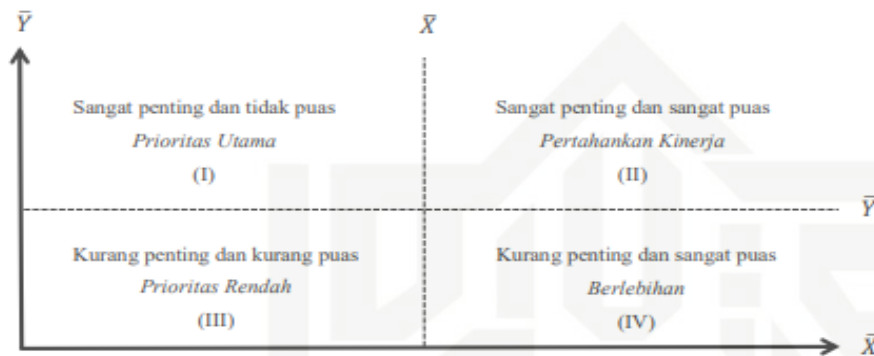 Ȳ
X̄
Sangat penting dan tidak puas
Prioritas Utama
(I)
Sangat penting dan sangat puas
Pertahankan Kinerja
(II)
Ȳ
Kurang penting dan kurang puas
Prioritas Rendah
(III)
Kurang penting dan sangat puas
Berlebihan
(IV)
X̄